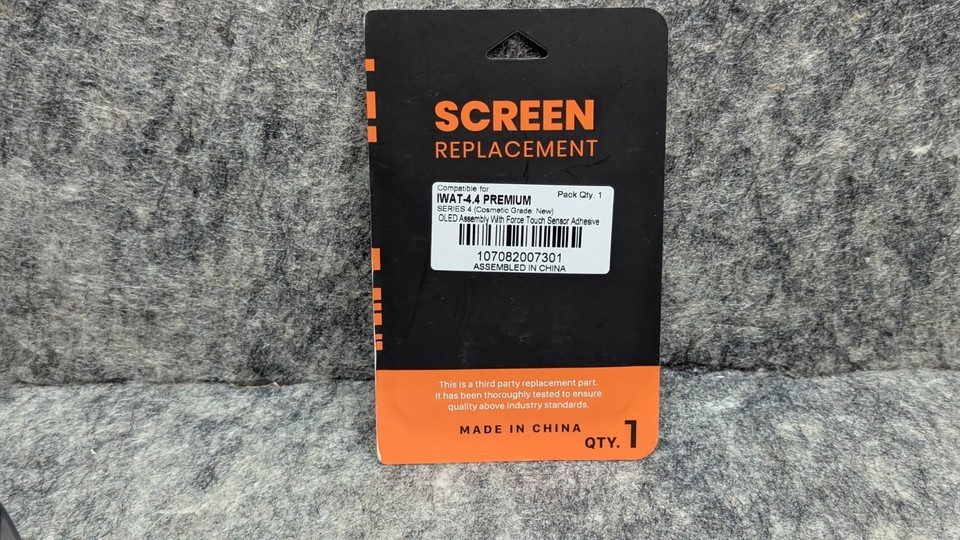 SCREEN
REPLACEMENT
Compatible for
Pack Qty. 1
IWAT-4.4 PREMIUM
SERIES 4 (Cosmetic Grade: New)
OLED Assembly With Force Touch Sensor Adhesive
107082007301
ASSEMBLED IN CHINA
This is a third party replacement part.
It has been thoroughly tested to ensure
quality above industry standards.
MADE IN CHINA
QTY. 1